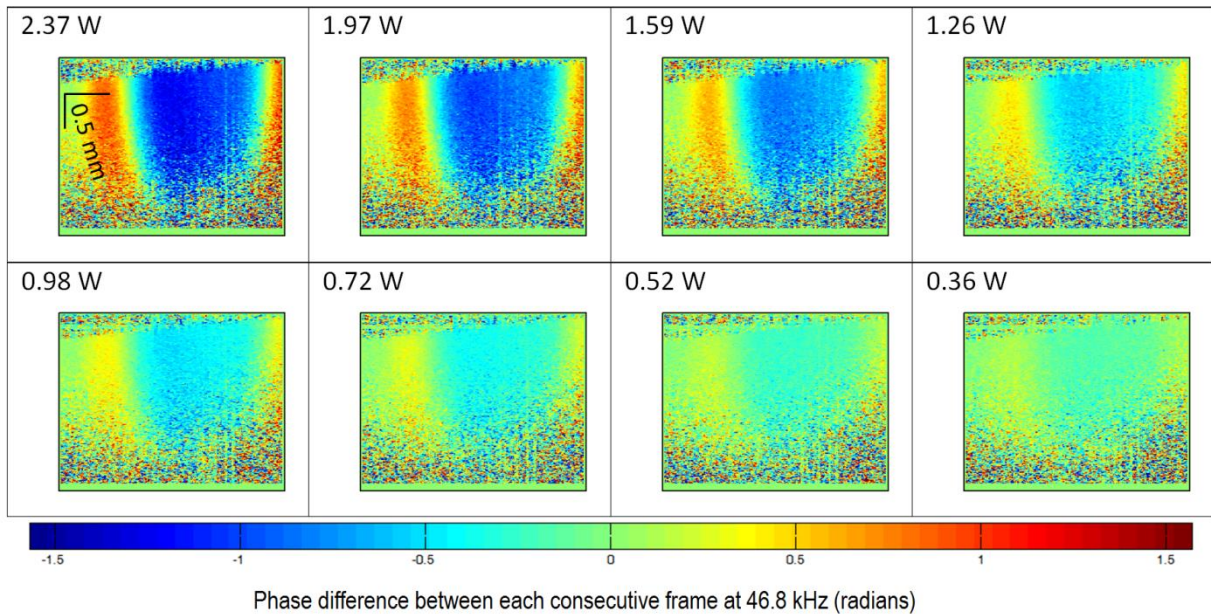 2.37 W
1.97 W
1.59 W
1.26 W
0.5 mm
0.98 W
0.72 W
0.52 W
0.36 W
-1.5 -1 -0.5 0 0.5 1 1.5
Phase difference between each consecutive frame at 46.8 kHz (radians)